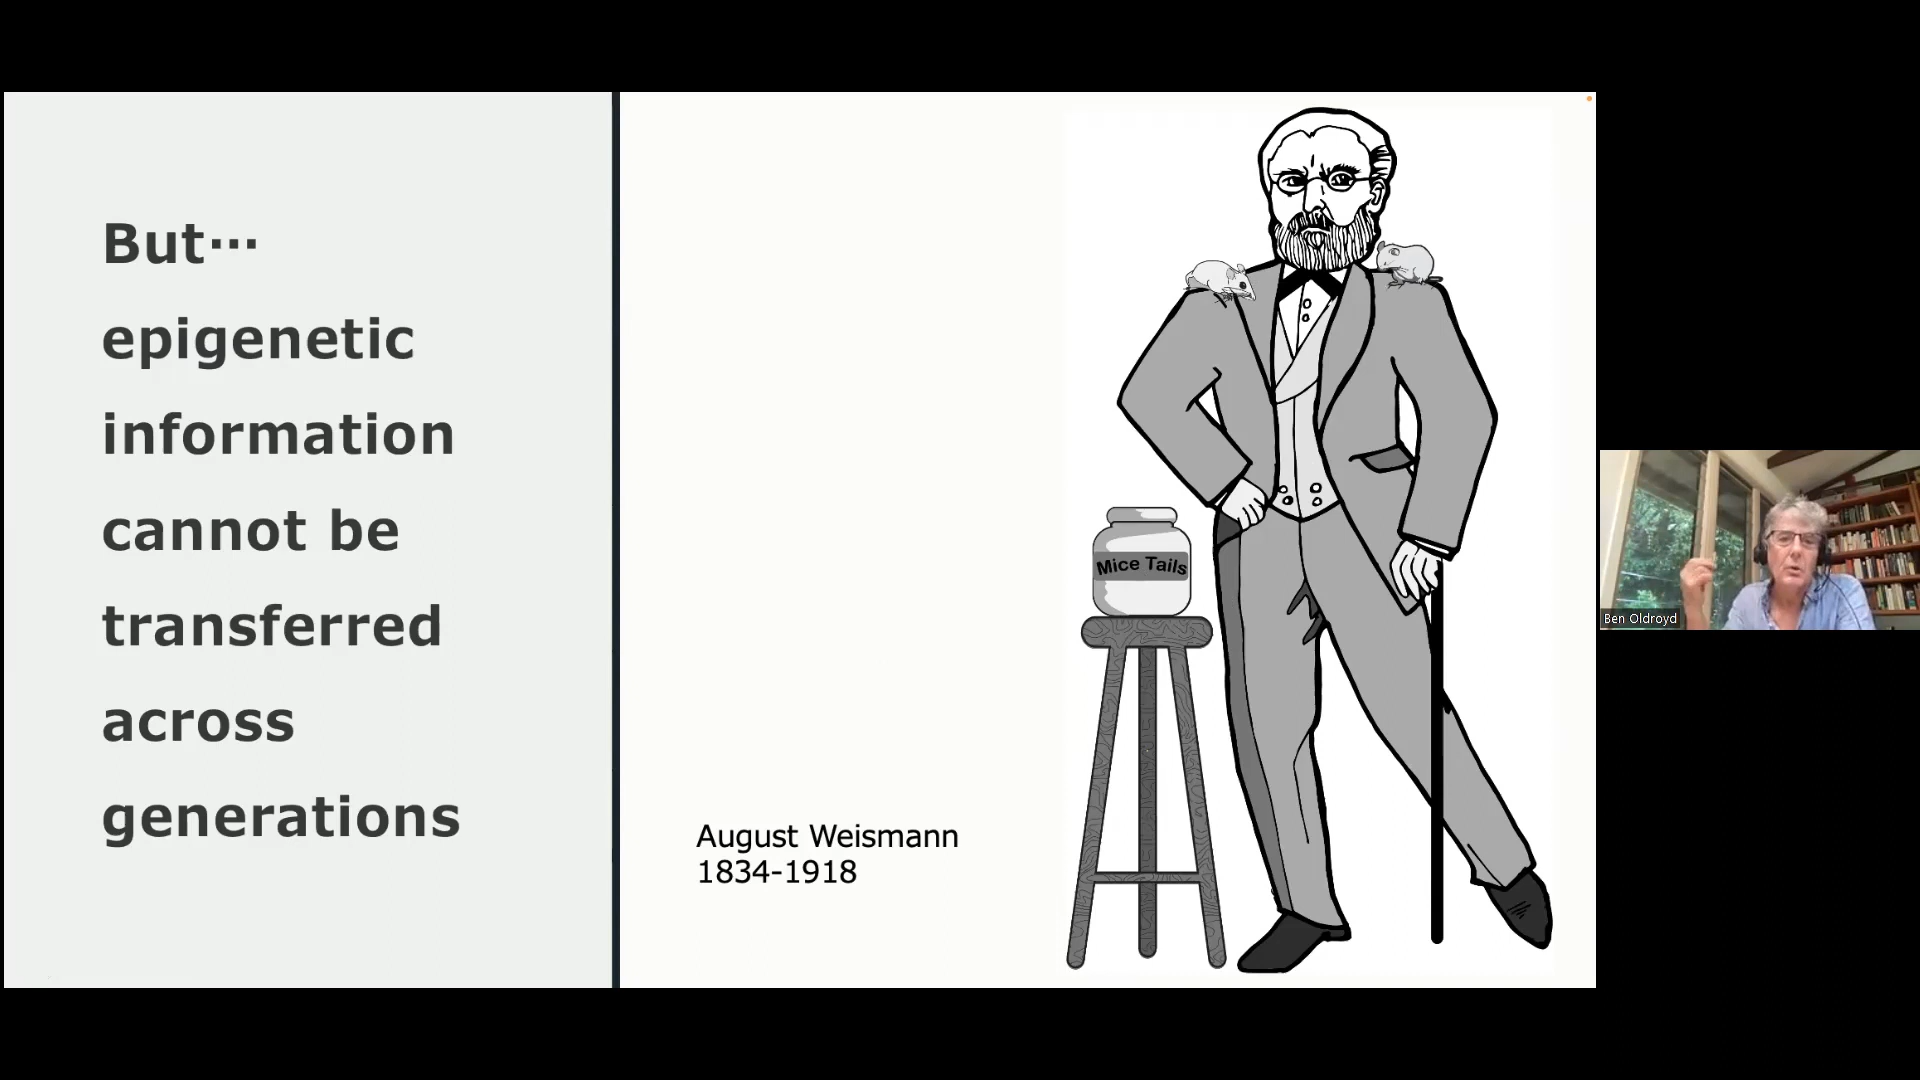 But…
epigenetic
information
cannot be
transferred
across
generations
Mice Tails
August Weismann
1834-1918
Ben Oldroyd